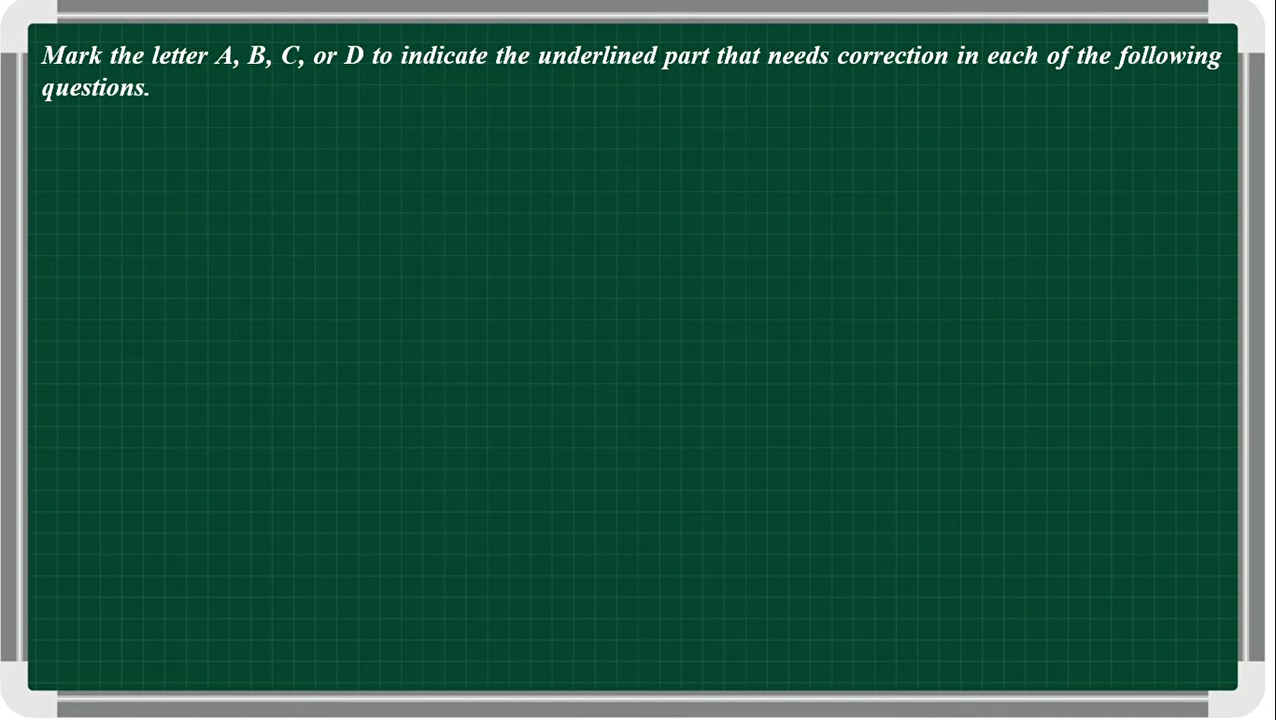 Mark the letter A, B, C, or D to indicate the underlined part that needs correction in each of the following
questions.